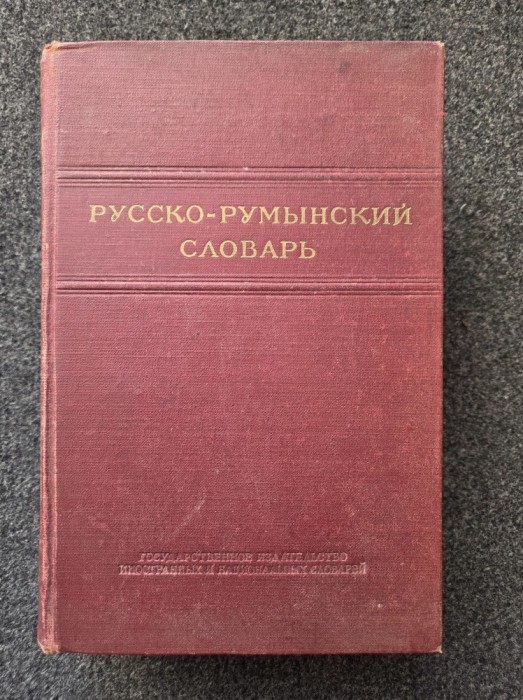 РУССКО-РУМЫНСКИЙ
СЛОВАРЬ
ГОСУДАРСТВЕННОЕ ИЗДАТЕЛЬСТВО
ИНОСТРАННЫХ И НАЦИОНАЛЬНЫХ СЛОВАРЕЙ